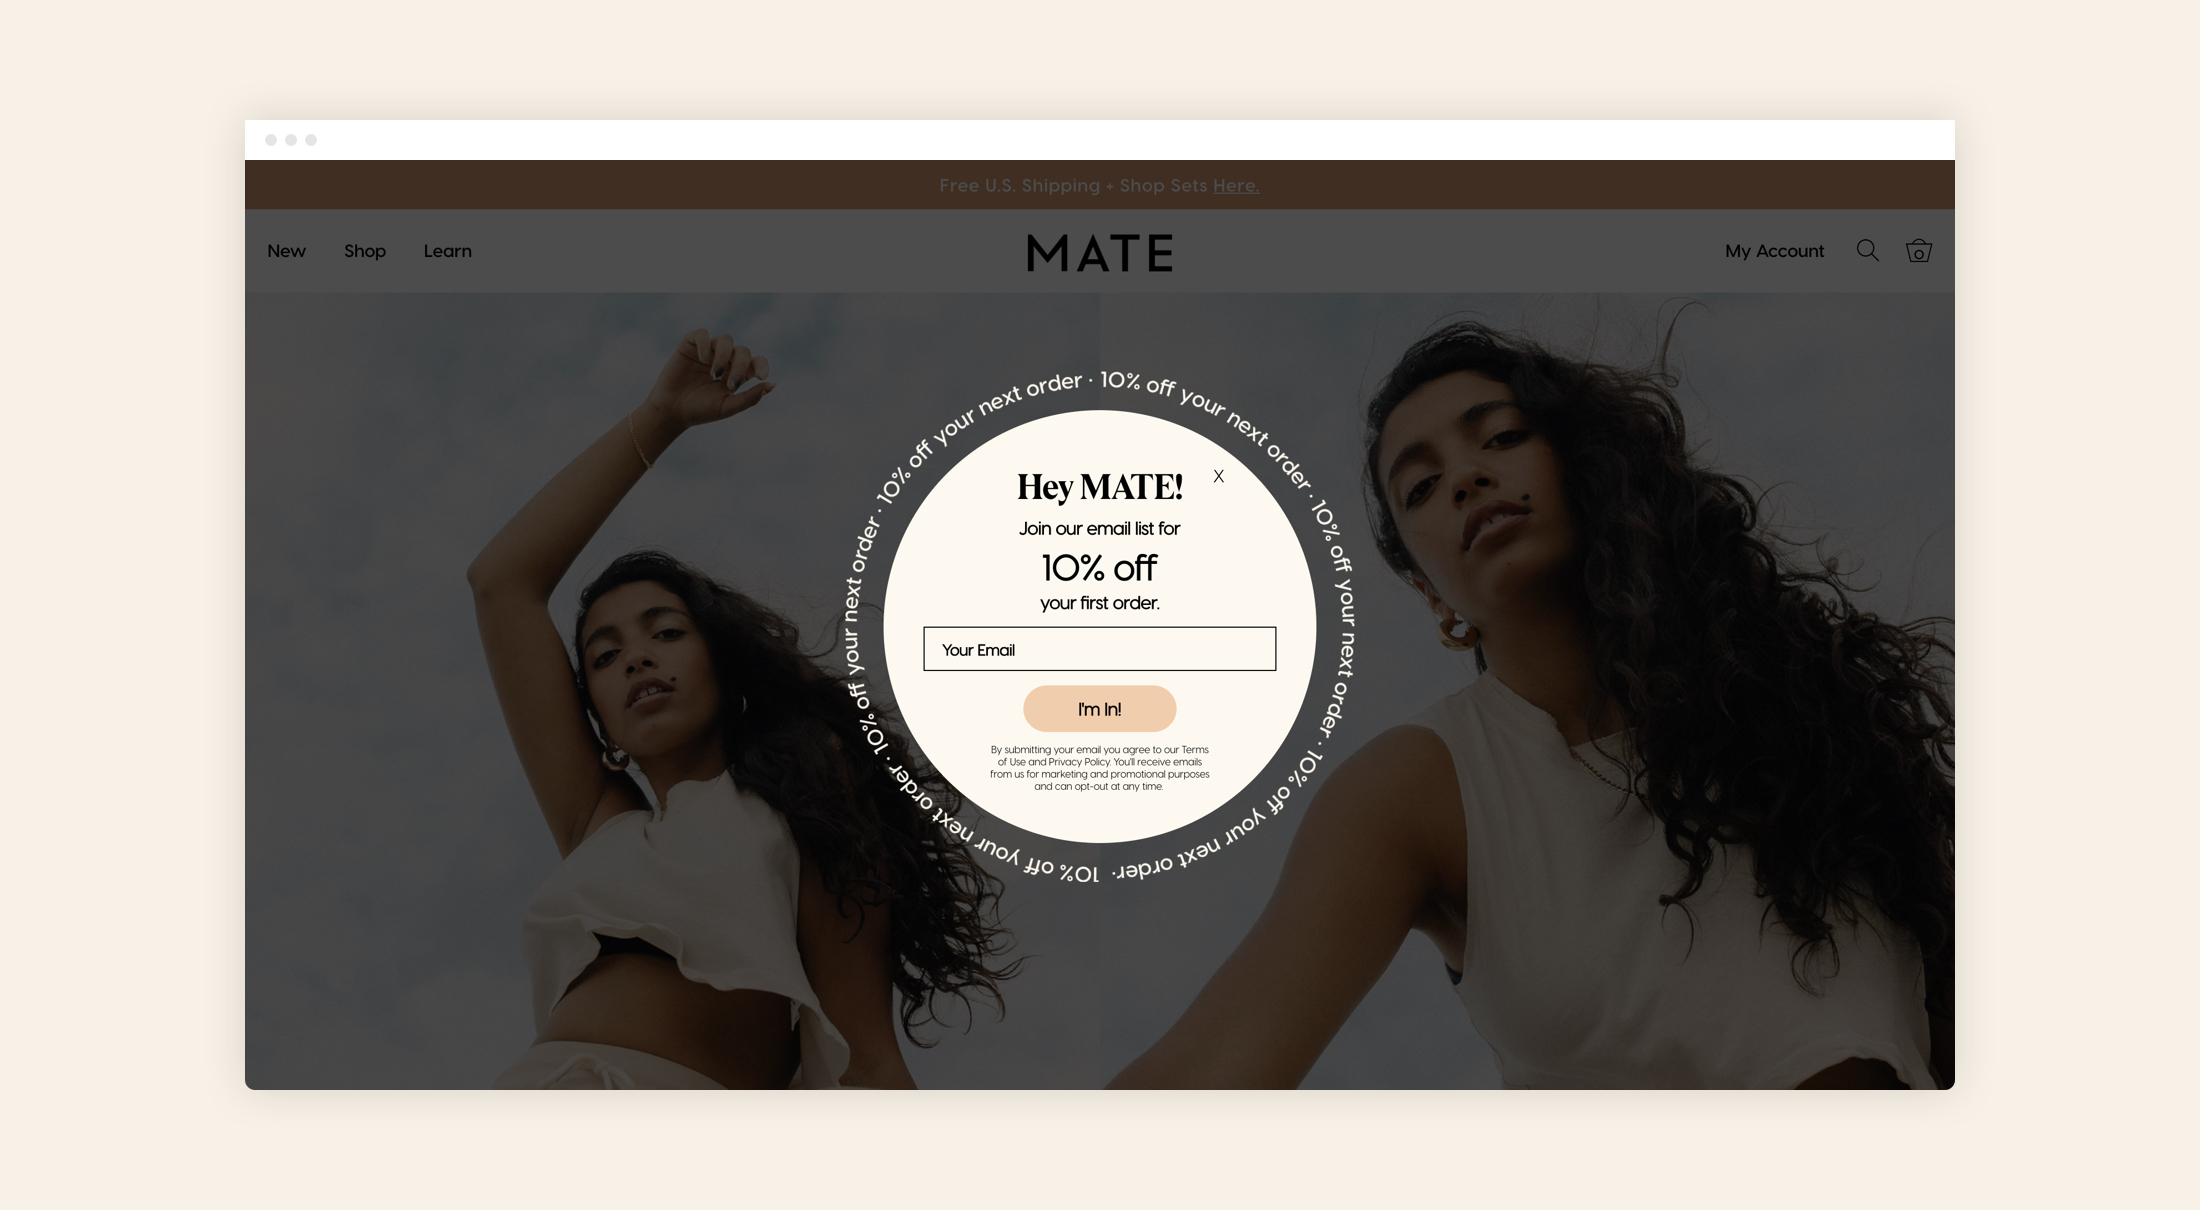 Free U.S. Shipping + Shop Sets Here.
New Shop Learn MATE My Account 0
10% off your next order · 10% off your next order · 10% off your next order · 10% off your next order · 10% off your next order ·
Hey MATE! X
Join our email list for
10% off
your first order.
Your Email
I'm In!
By submitting your email you agree to our Terms
of Use and Privacy Policy. You'll receive emails
from us for marketing and promotional purposes
and can opt-out at any time.